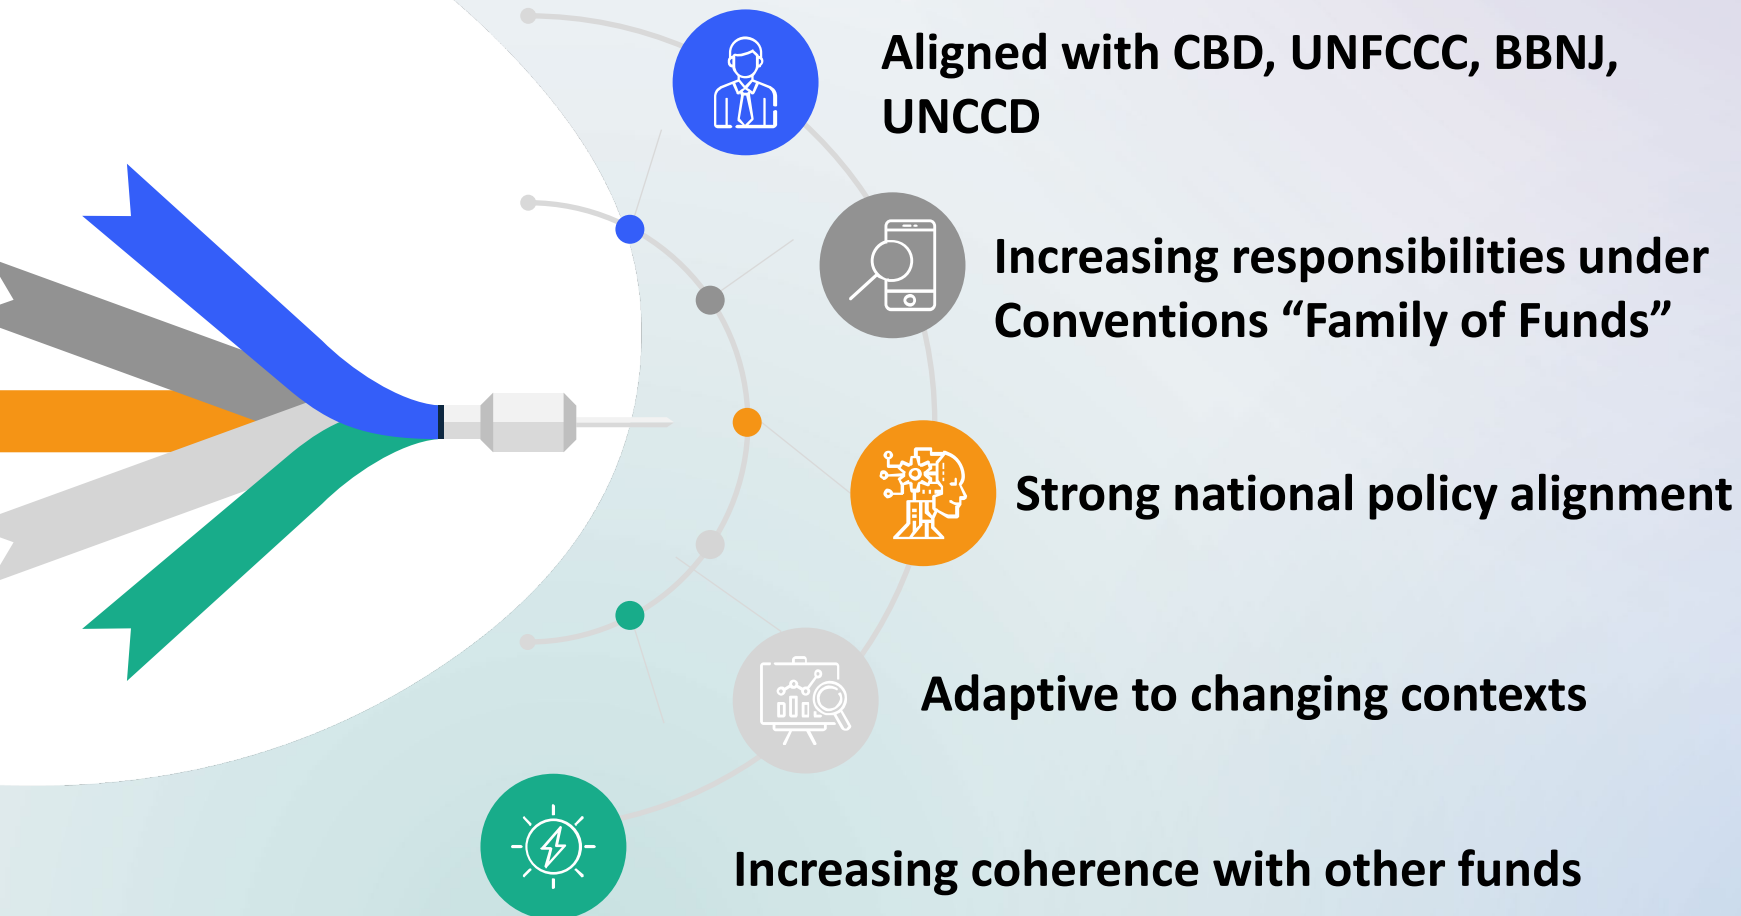 Aligned with CBD, UNFCCC, BBNJ,
UNCCD
Increasing responsibilities under
Conventions “Family of Funds”
Strong national policy alignment
Adaptive to changing contexts
Increasing coherence with other funds